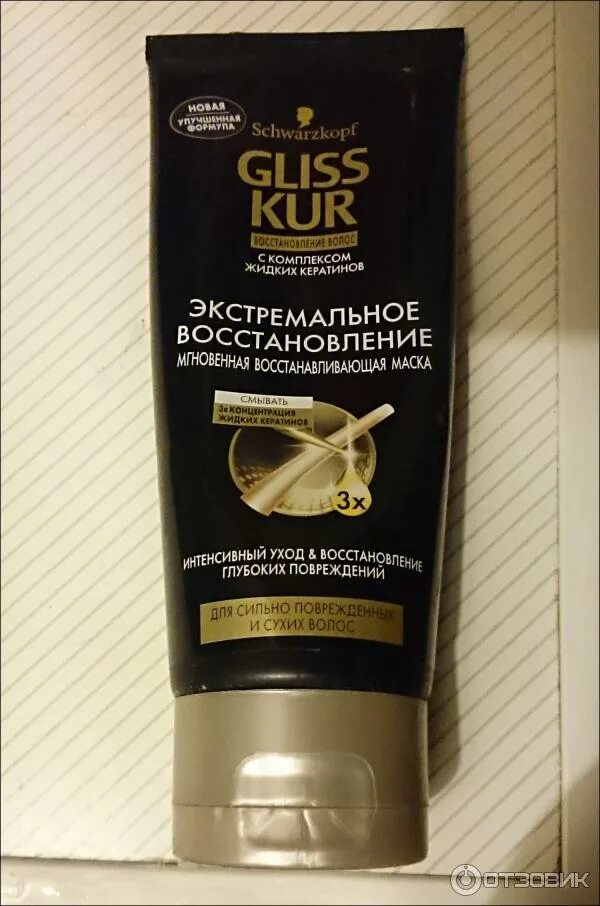 НОВАЯ
УЛУЧШЕННАЯ
ФОРМУЛА
Schwarzkopf
GLISS
KUR
ВОССТАНОВЛЕНИЕ ВОЛОС
С КОМПЛЕКСОМ
ЖИДКИХ КЕРАТИНОВ
ЭКСТРЕМАЛЬНОЕ
ВОССТАНОВЛЕНИЕ
МГНОВЕННАЯ ВОССТАНАВЛИВАЮЩАЯ МАСКА
СМЫВАТЬ
3x КОНЦЕНТРАЦИЯ
ЖИДКИХ КЕРАТИНОВ
3x
ИНТЕНСИВНЫЙ УХОД & ВОССТАНОВЛЕНИЕ
ГЛУБОКИХ ПОВРЕЖДЕНИЙ
ДЛЯ СИЛЬНО ПОВРЕЖДЕННЫХ
И СУХИХ ВОЛОС
ОТЗОВИК